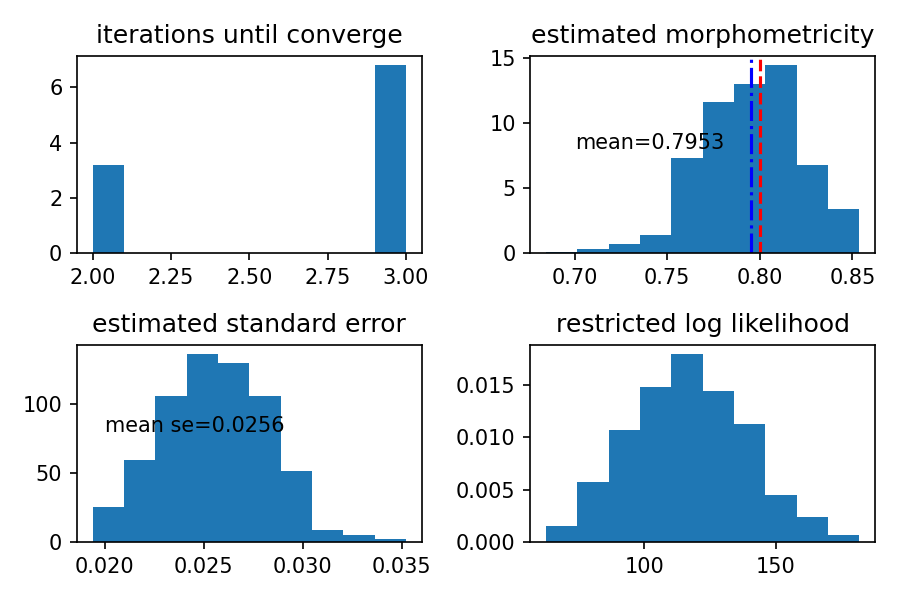 iterations until converge
6
4
2
0
2.00 2.25 2.50 2.75 3.00
estimated morphometricity
15
10
5
0
mean=0.7953
0.70 0.75 0.80 0.85
estimated standard error
100
50
0
mean se=0.0256
0.020 0.025 0.030 0.035
restricted log likelihood
0.015
0.010
0.005
0.000
100 150